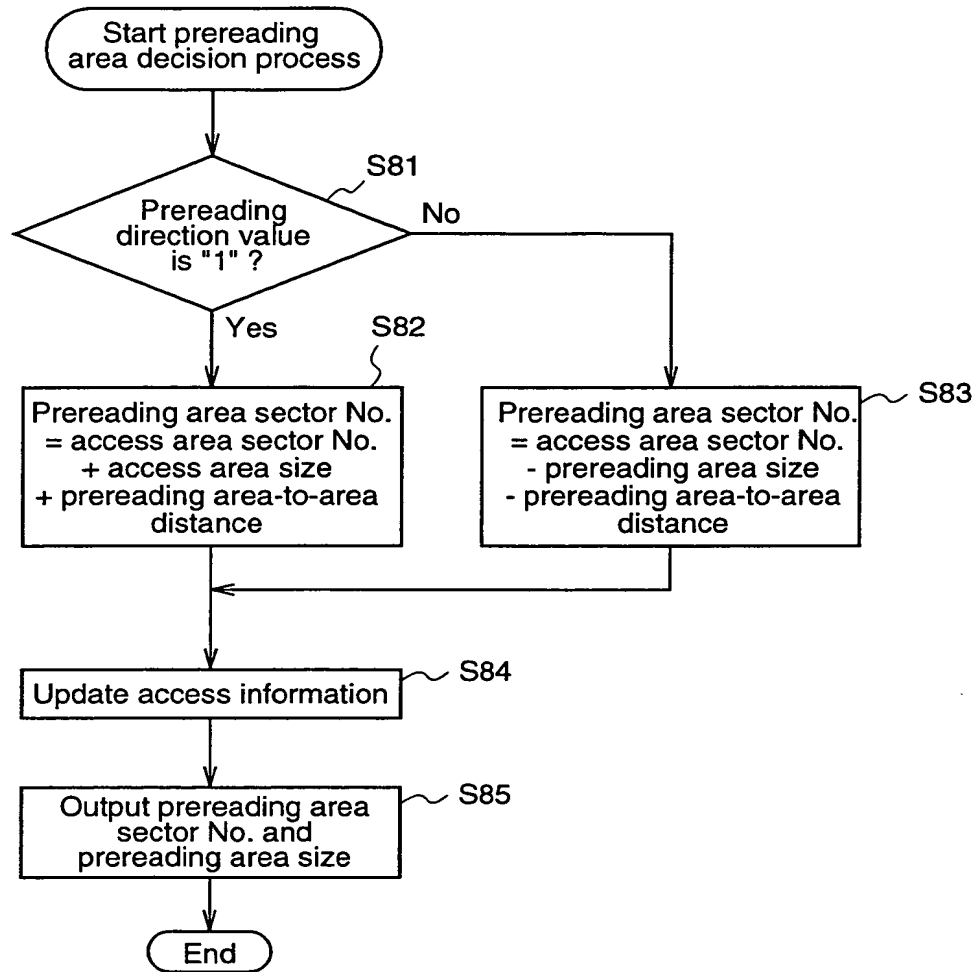 Start prereading
area decision process
S81
Prereading
direction value
is "1" ?
No
Yes
S82
Prereading area sector No.
= access area sector No.
+ access area size
+ prereading area-to-area
distance
S83
Prereading area sector No.
= access area sector No.
- prereading area size
- prereading area-to-area
distance
S84
Update access information
S85
Output prereading area
sector No. and
prereading area size
End